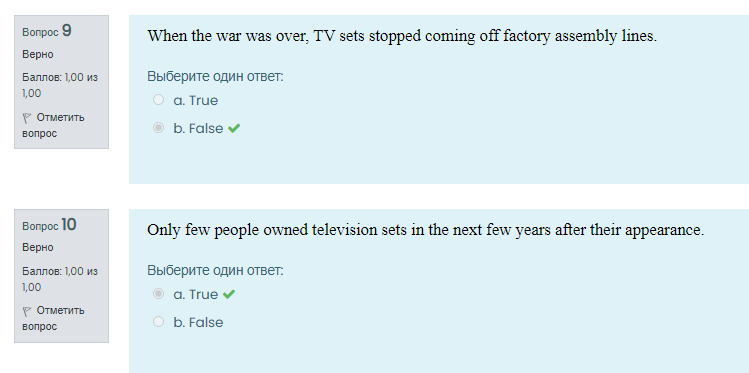 Вопрос 9
Верно
Баллов: 1,00 из
1,00
Отметить
вопрос
When the war was over, TV sets stopped coming off factory assembly lines.
Выберите один ответ:
a. True
b. False
Вопрос 10
Верно
Баллов: 1,00 из
1,00
Отметить
вопрос
Only few people owned television sets in the next few years after their appearance.
Выберите один ответ:
a. True
b. False